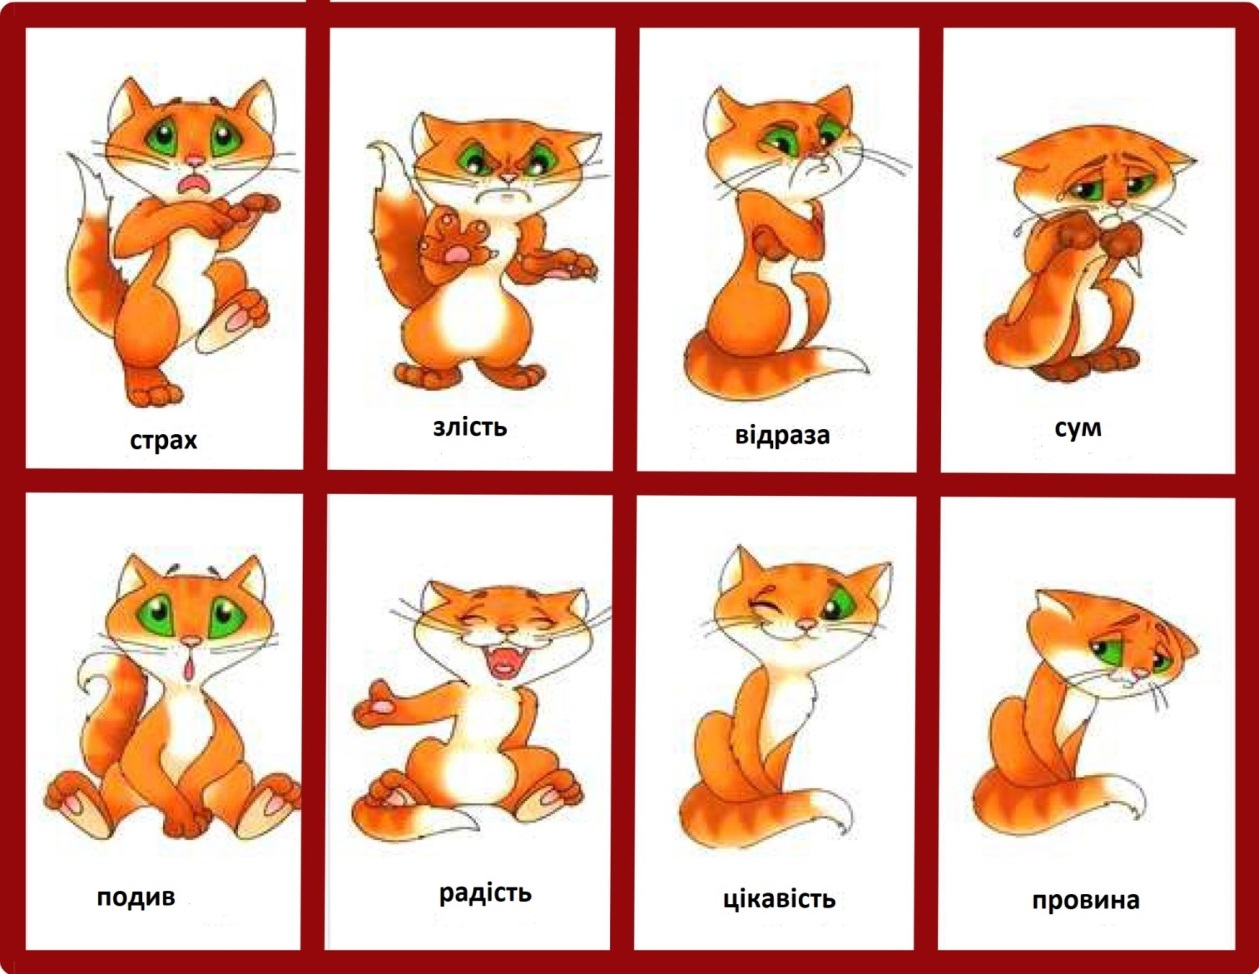 страх
злість
відраза
сум
подив
радість
цікавість
провина